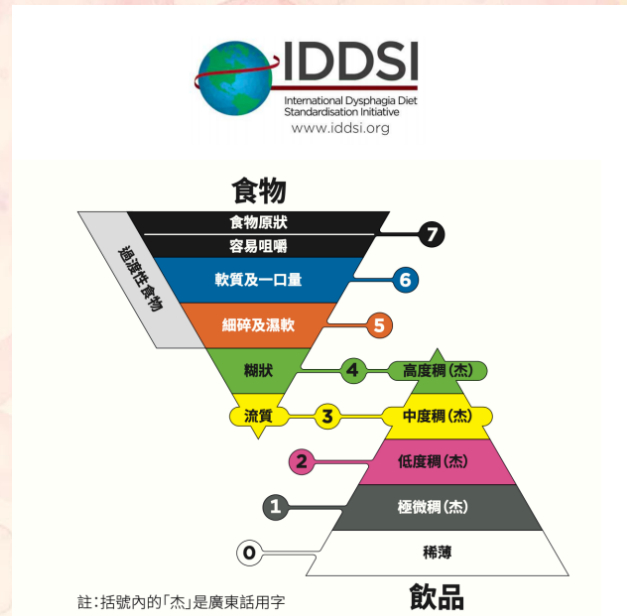 IDDSI
International Dysphagia Diet
Standardisation Initiative
www.iddsi.org
食物
過渡性食物
食物原狀
容易咀嚼
7
軟質及一口量
6
細碎及濕軟
5
糊狀
4
高度稠(杰)
流質
3
中度稠(杰)
2
低度稠(杰)
1
極微稠(杰)
0
稀薄
註:括號內的「杰」是廣東話用字
飲品